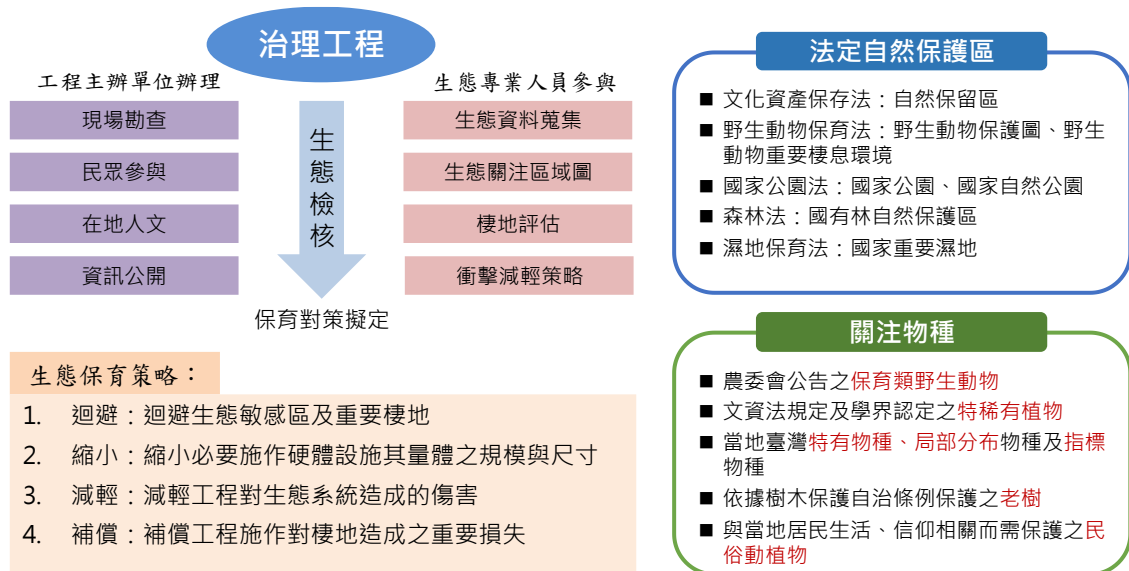 治理工程
工程主辦單位辦理
現場勘查
民眾參與
在地人文
資訊公開
生態檢核
生態專業人員參與
生態資料蒐集
生態關注區域圖
棲地評估
衝擊減輕策略
保育對策擬定
生態保育策略：
1. 迴避：迴避生態敏感區及重要棲地
2. 縮小：縮小必要施作硬體設施其量體之規模與尺寸
3. 減輕：減輕工程對生態系統造成的傷害
4. 補償：補償工程施作對棲地造成之重要損失
法定自然保護區
■ 文化資產保存法：自然保留區
■ 野生動物保育法：野生動物保護圖、野生
動物重要棲息環境
■ 國家公園法：國家公園、國家自然公園
■ 森林法：國有林自然保護區
■ 濕地保育法：國家重要濕地
關注物種
■ 農委會公告之保育類野生動物
■ 文資法規定及學界認定之特稀有植物
■ 當地臺灣特有物種、局部分布物種及指標
物種
■ 依據樹木保護自治條例保護之老樹
■ 與當地居民生活、信仰相關而需保護之民
俗動植物